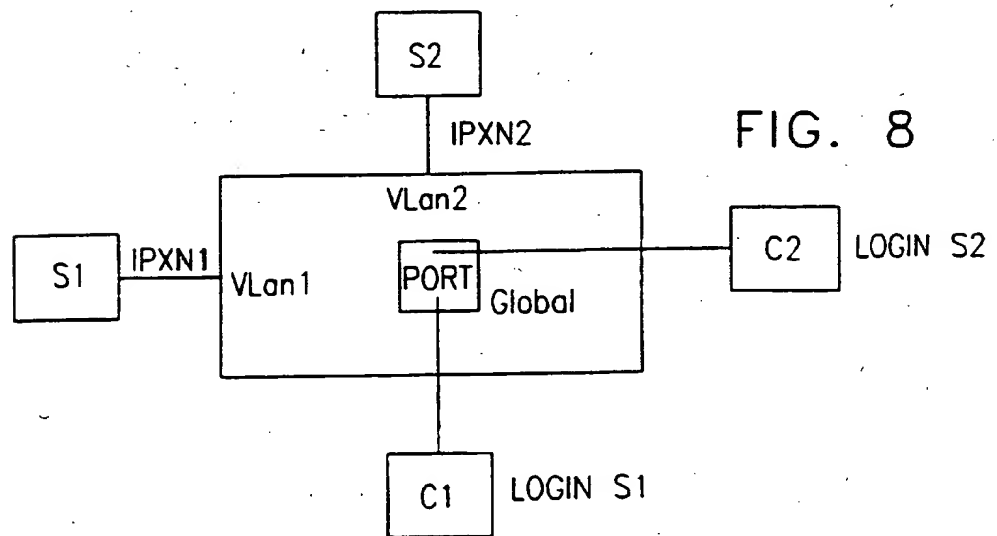 S2
IPXN2
FIG. 8
VLan2
S1
IPXN1
VLan1
PORT
Global
C2
LOGIN S2
C1
LOGIN S1